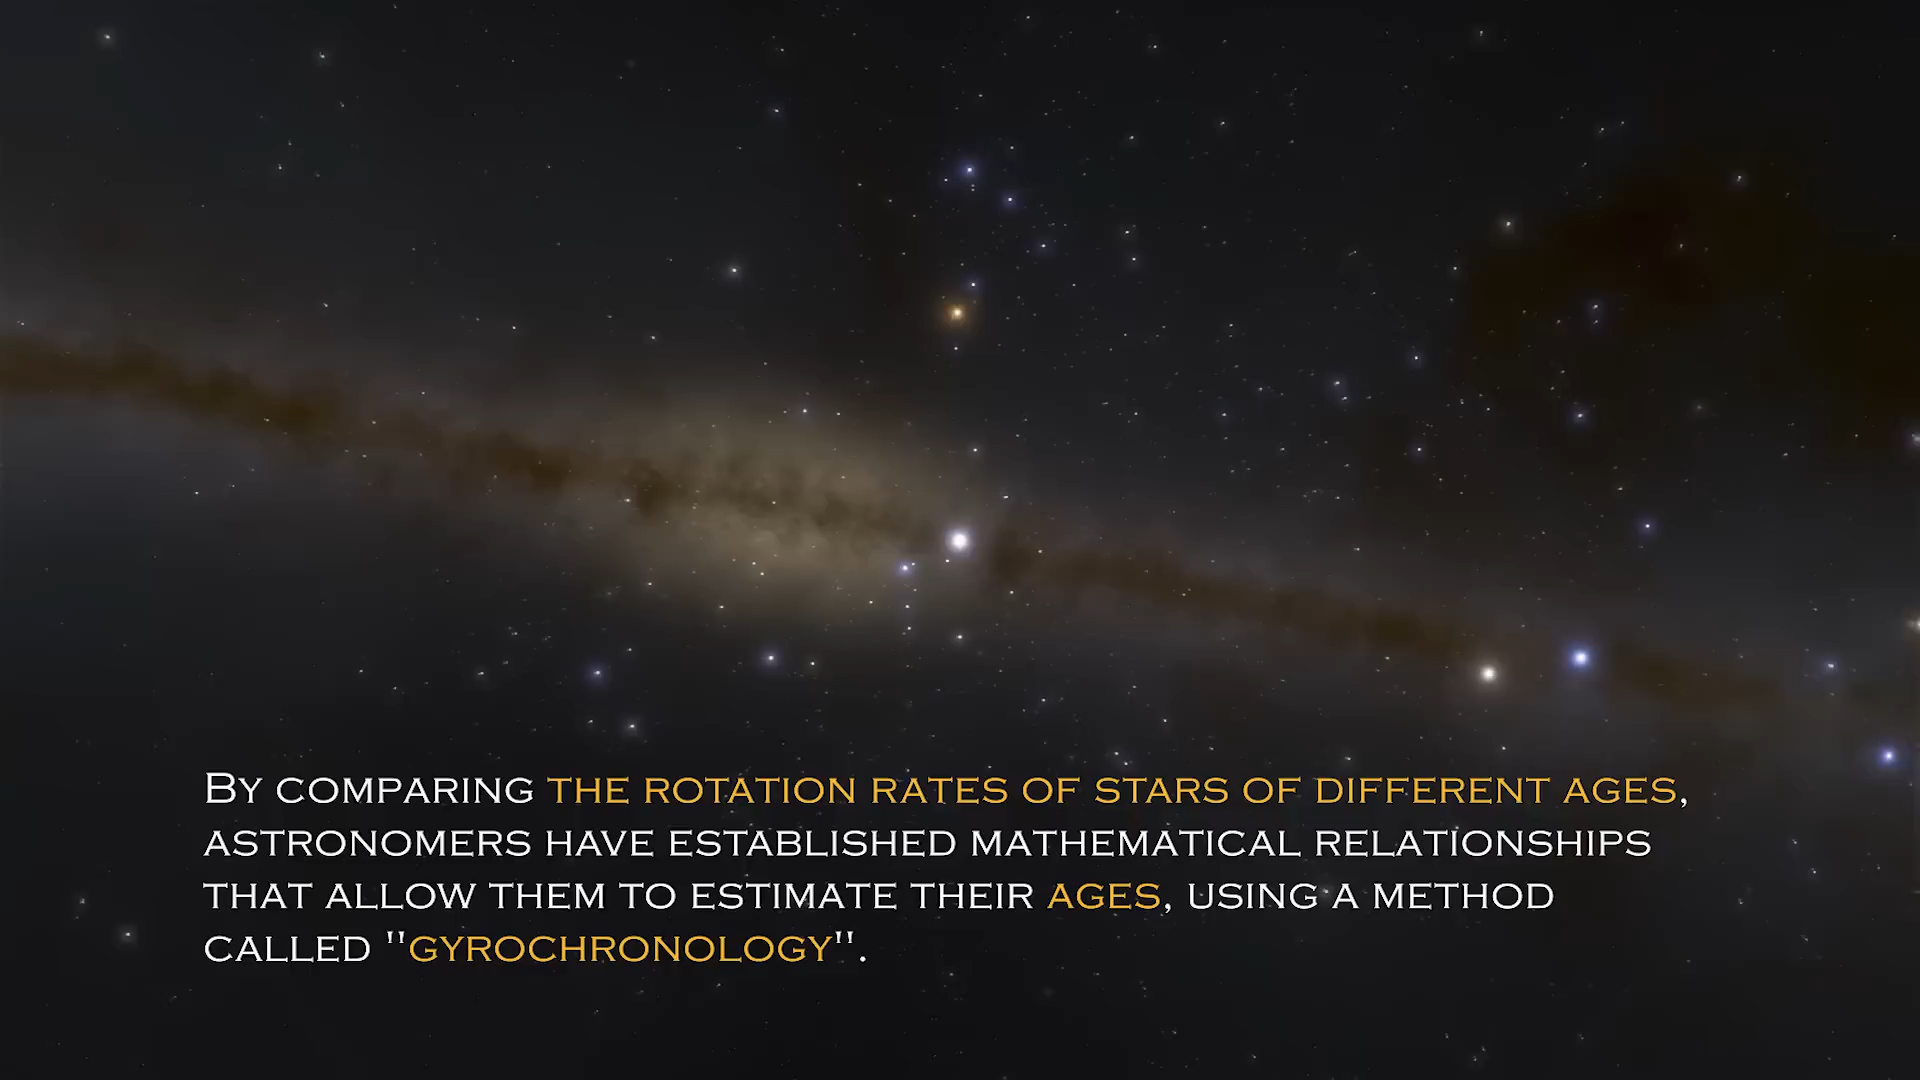 By comparing the rotation rates of stars of different ages,
astronomers have established mathematical relationships
that allow them to estimate their ages, using a method
called "gyrochronology".